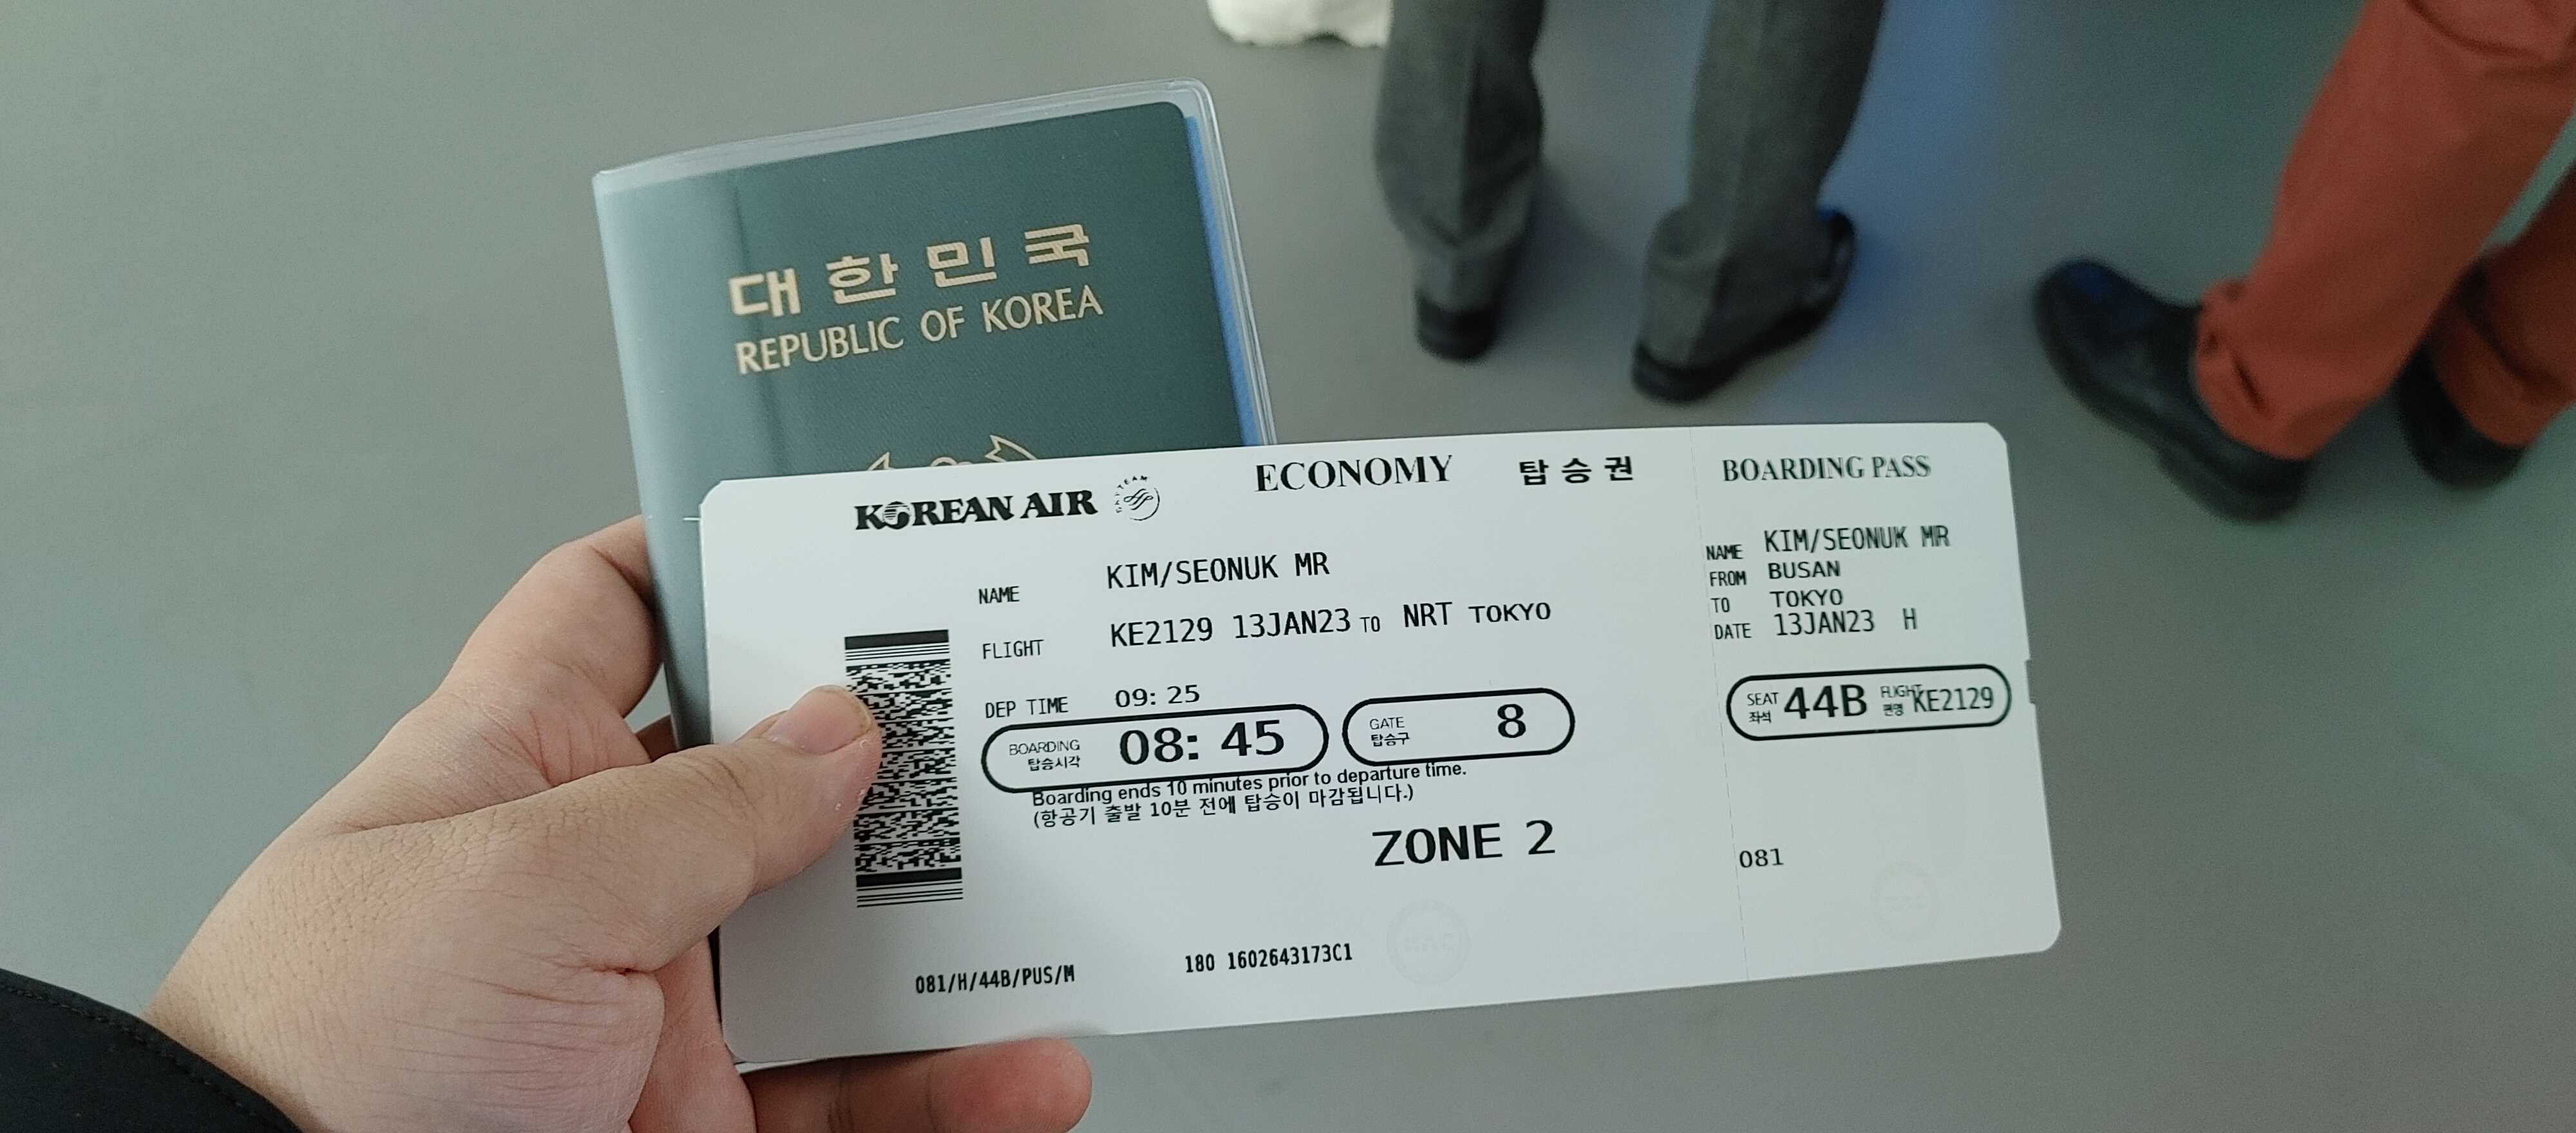 대한민국
REPUBLIC OF KOREA
KOREAN AIR SKYTEAM ECONOMY 탑승권
NAME KIM/SEONUK MR
FLIGHT KE2129 13JAN23 TO NRT TOKYO
DEP TIME 09: 25
BOARDING 탑승시각 08: 45 GATE 탑승구 8
Boarding ends 10 minutes prior to departure time.
(항공기 출발 10분 전에 탑승이 마감됩니다.)
ZONE 2
081/H/44B/PUS/M 180 1602643173C1
BOARDING PASS
NAME KIM/SEONUK MR
FROM BUSAN
TO TOKYO
DATE 13JAN23 H
SEAT 좌석 44B FLIGHT 편명 KE2129
081